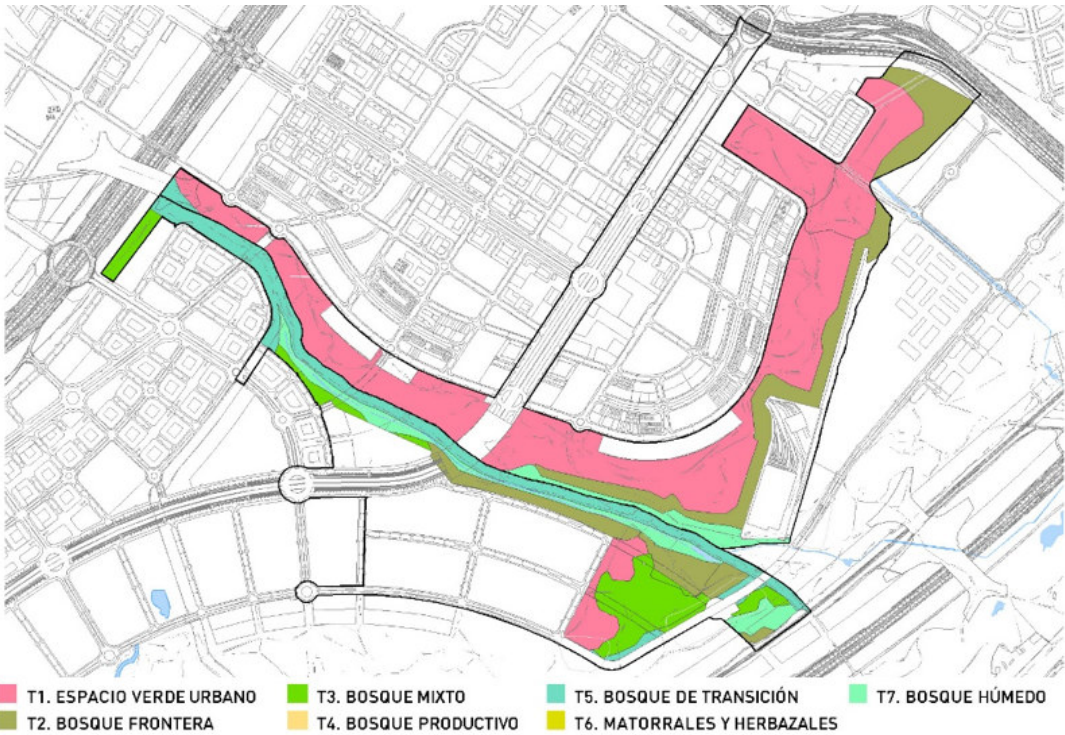 T1. ESPACIO VERDE URBANO
T3. BOSQUE MIXTO
T5. BOSQUE DE TRANSICIÓN
T7. BOSQUE HÚMEDO
T2. BOSQUE FRONTERA
T4. BOSQUE PRODUCTIVO
T6. MATORRALES Y HERBAZALES